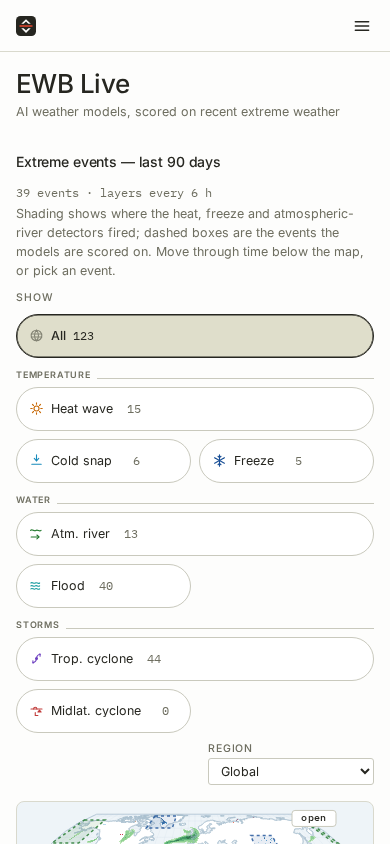 EWB Live
AI weather models, scored on recent extreme weather
Extreme events — last 90 days
39 events · layers every 6 h
Shading shows where the heat, freeze and atmospheric-
river detectors fired; dashed boxes are the events the
models are scored on. Move through time below the map,
or pick an event.
SHOW
All 123
TEMPERATURE
Heat wave 15
Cold snap 6
Freeze 5
WATER
Atm. river 13
Flood 40
STORMS
Trop. cyclone 44
Midlat. cyclone 0
REGION
Global
open